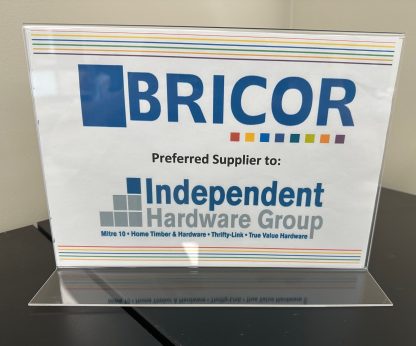 BRICOR
Preferred Supplier to:
Independent
Hardware Group
Mitre 10 • Home Timber & Hardware • Thrifty-Link • True Value Hardware